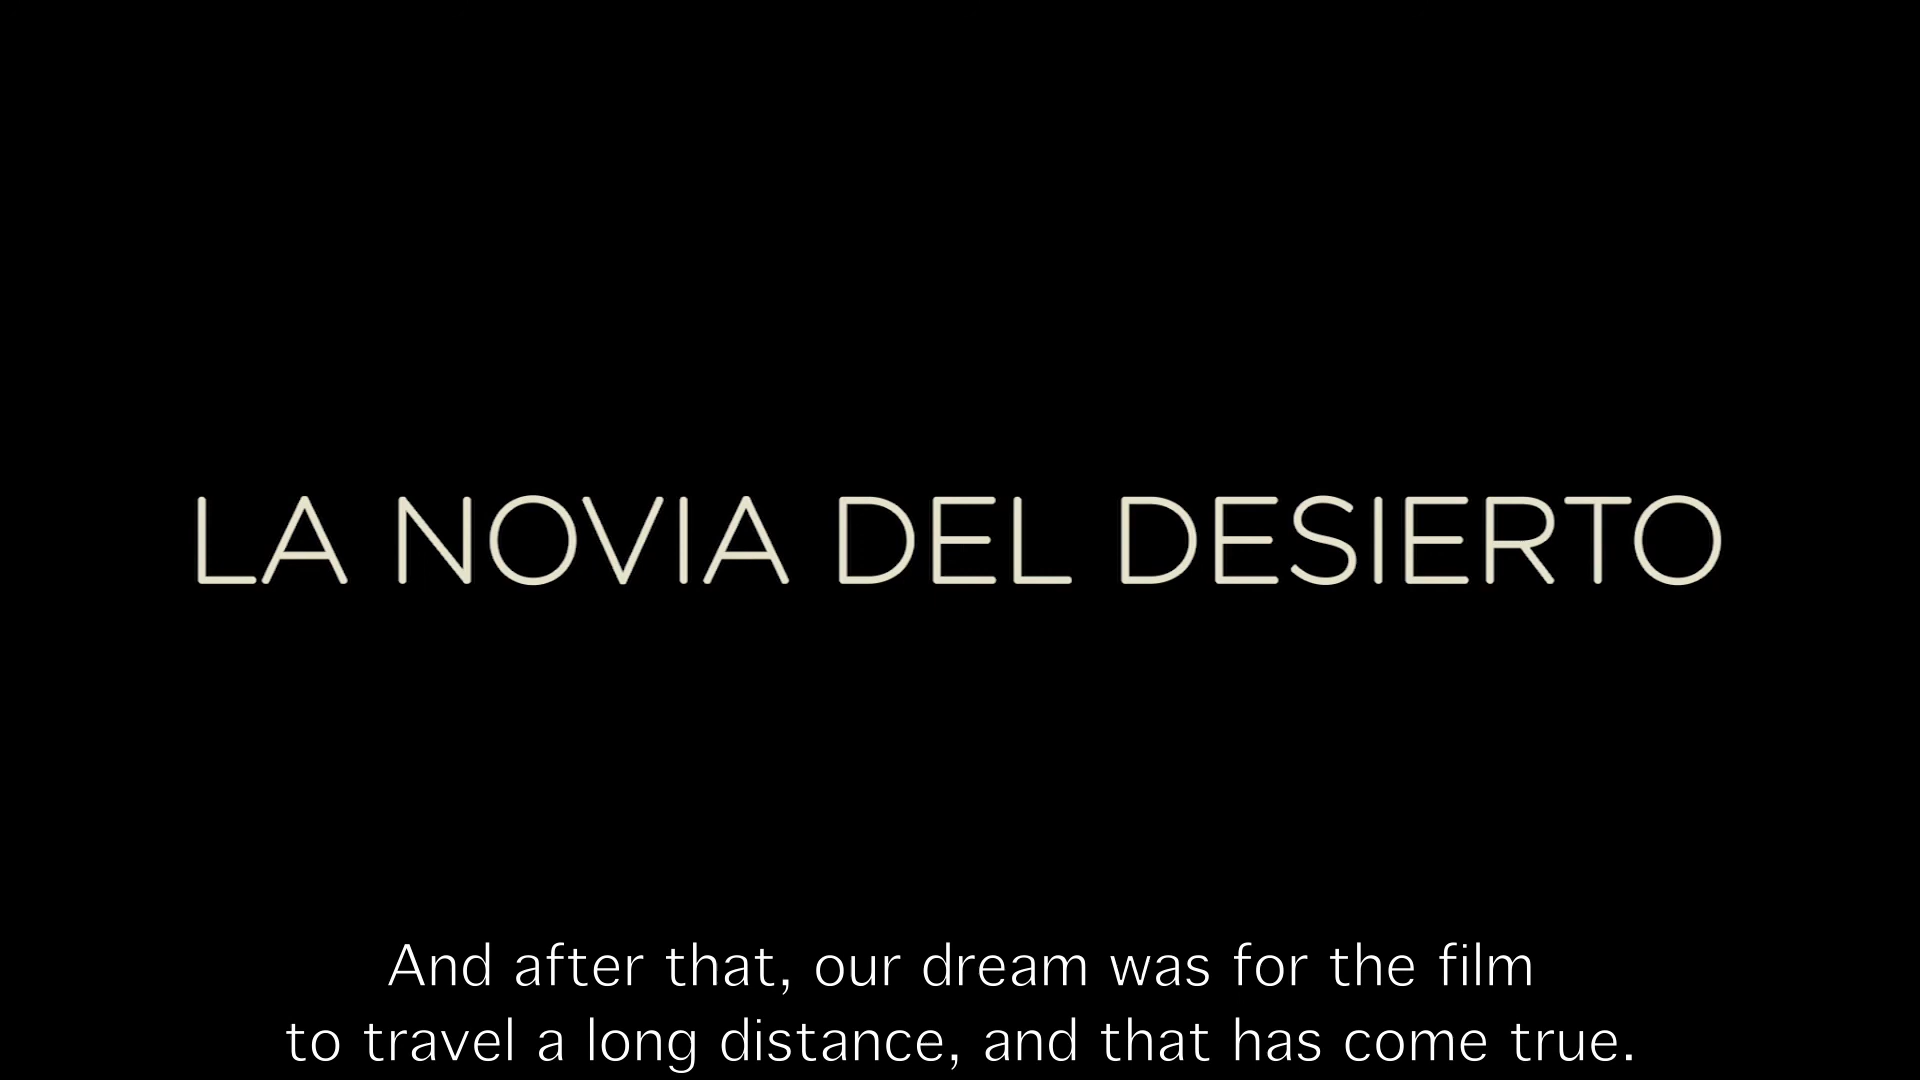 LA NOVIA DEL DESIERTO
And after that, our dream was for the film
to travel a long distance, and that has come true.